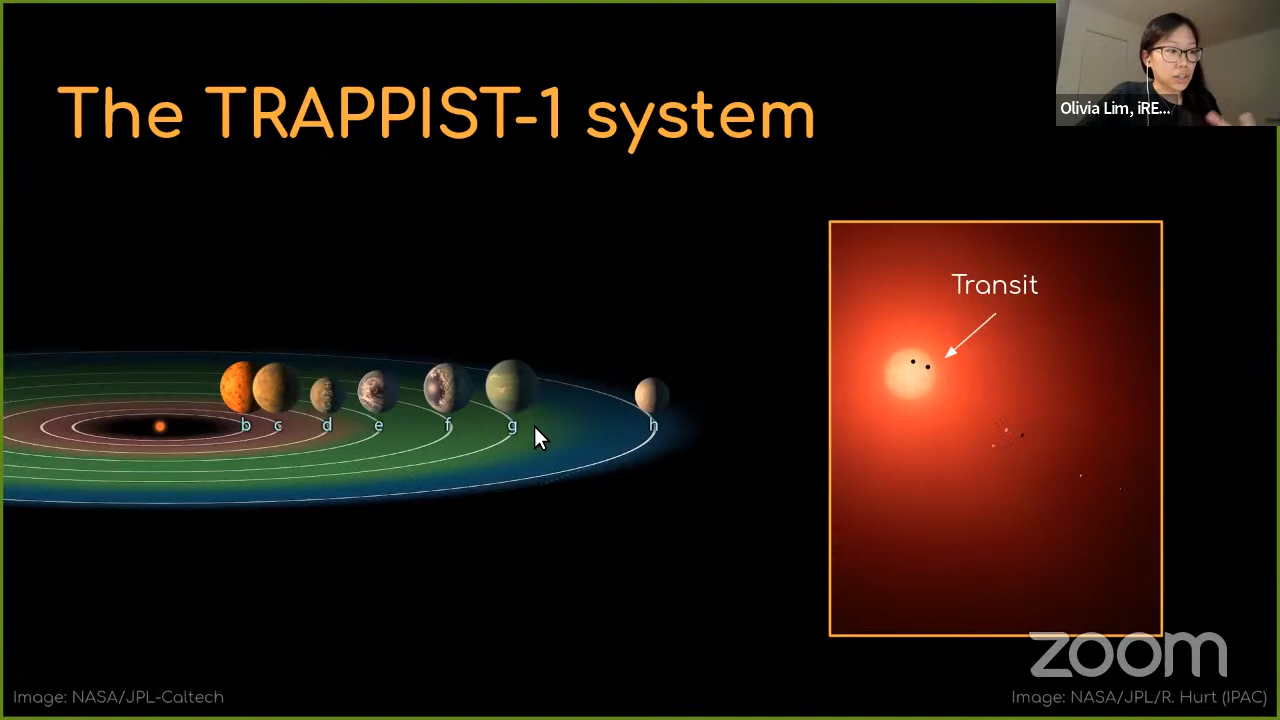 The TRAPPIST-1 system
Olivia Lim, iRE...
Transit
b c d e f g h
zoom
Image: NASA/JPL-Caltech
Image: NASA/JPL/R. Hurt (IPAC)